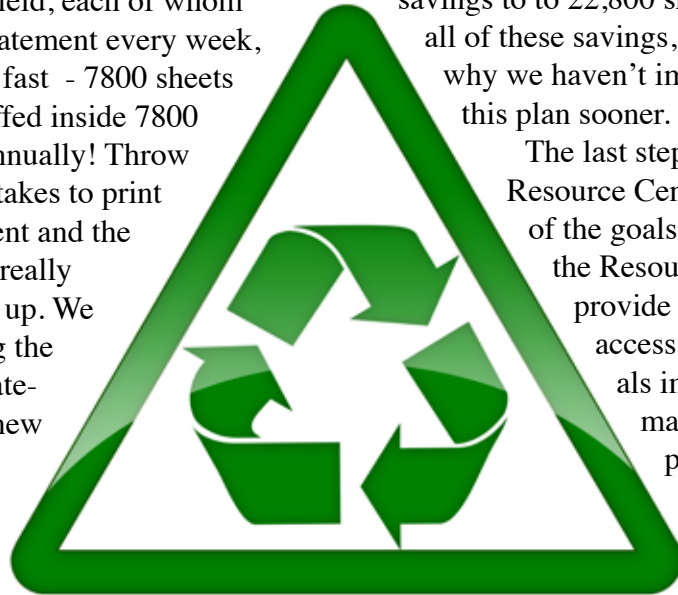 each of whom
atement every week,
fast - 7800 sheets
ffed inside 7800
nnually! Throw
takes to print
ent and the
really
up. We
g the
ate-
new
savings to to 22,800
all of these savings,
why we haven't im
this plan sooner.
The last step
Resource Cen
of the goals
the Resou
provide
access
als in
ma
p